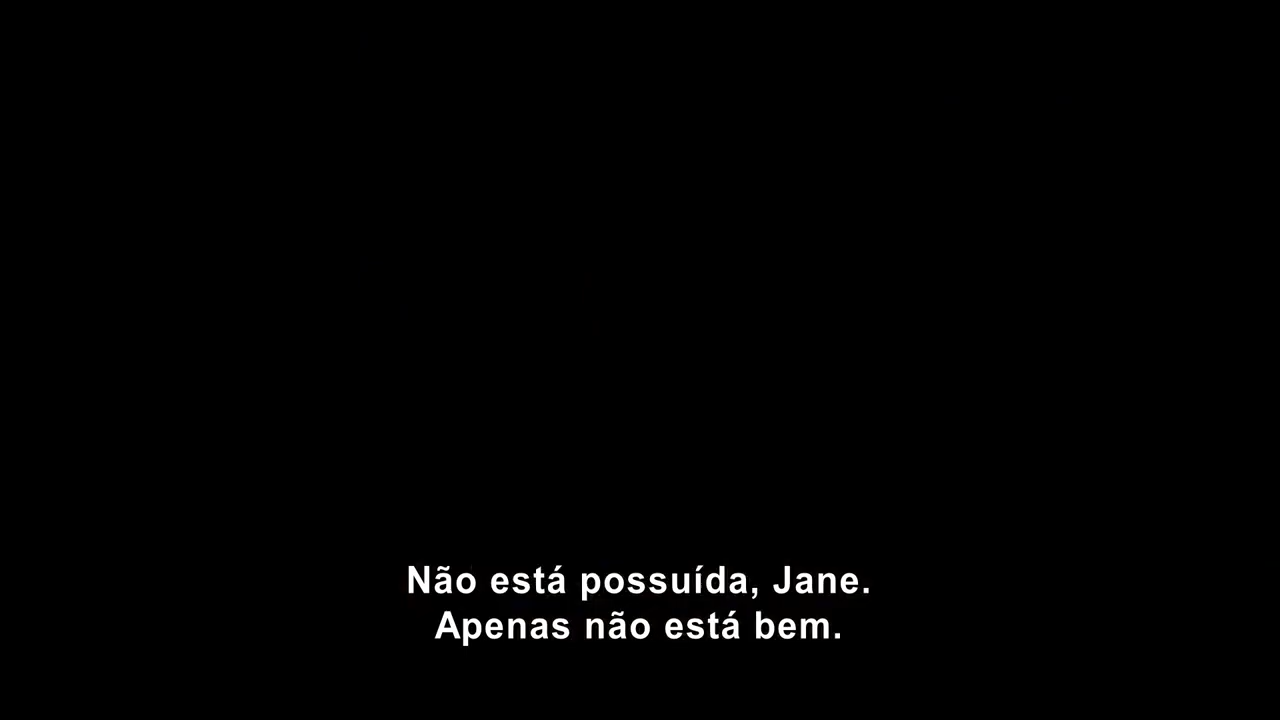 Não está possuída, Jane.
Apenas não está bem.